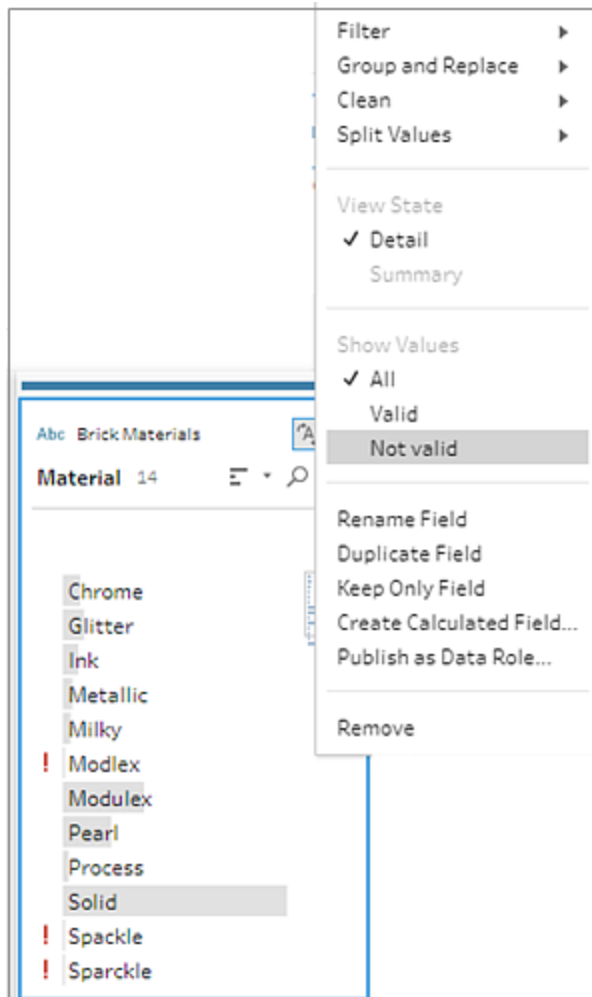 Filter
Group and Replace
Clean
Split Values
View State
✓ Detail
Summary
Show Values
✓ All
Valid
Not valid
Rename Field
Duplicate Field
Keep Only Field
Create Calculated Field...
Publish as Data Role...
Remove
Abc Brick Materials
Material 14
Chrome
Glitter
Ink
Metallic
Milky
! Modlex
Modulex
Pearl
Process
Solid
! Spackle
! Sparckle